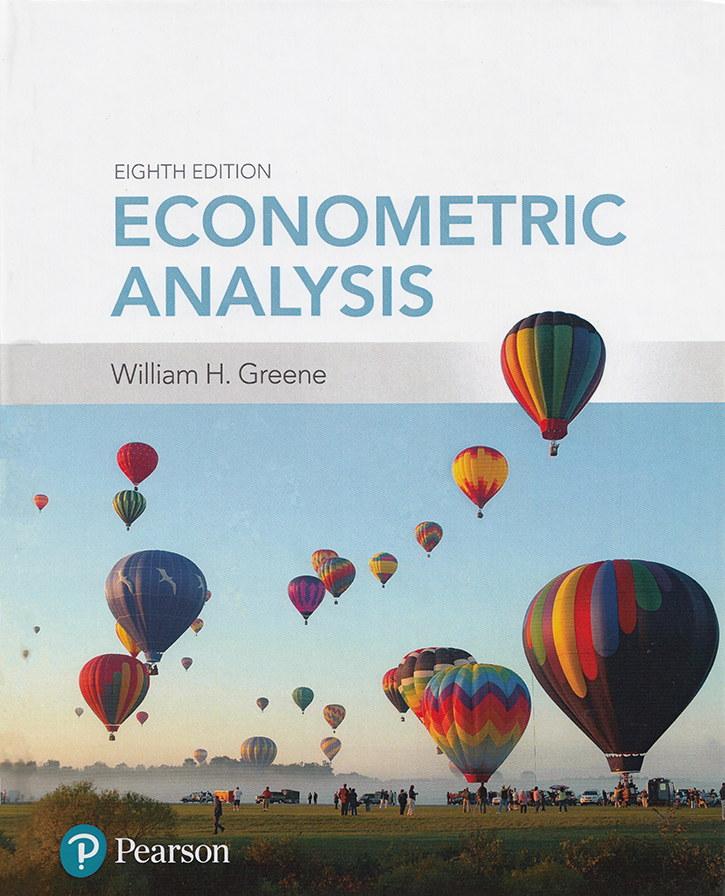 EIGHTH EDITION
ECONOMETRIC
ANALYSIS
William H. Greene
P Pearson